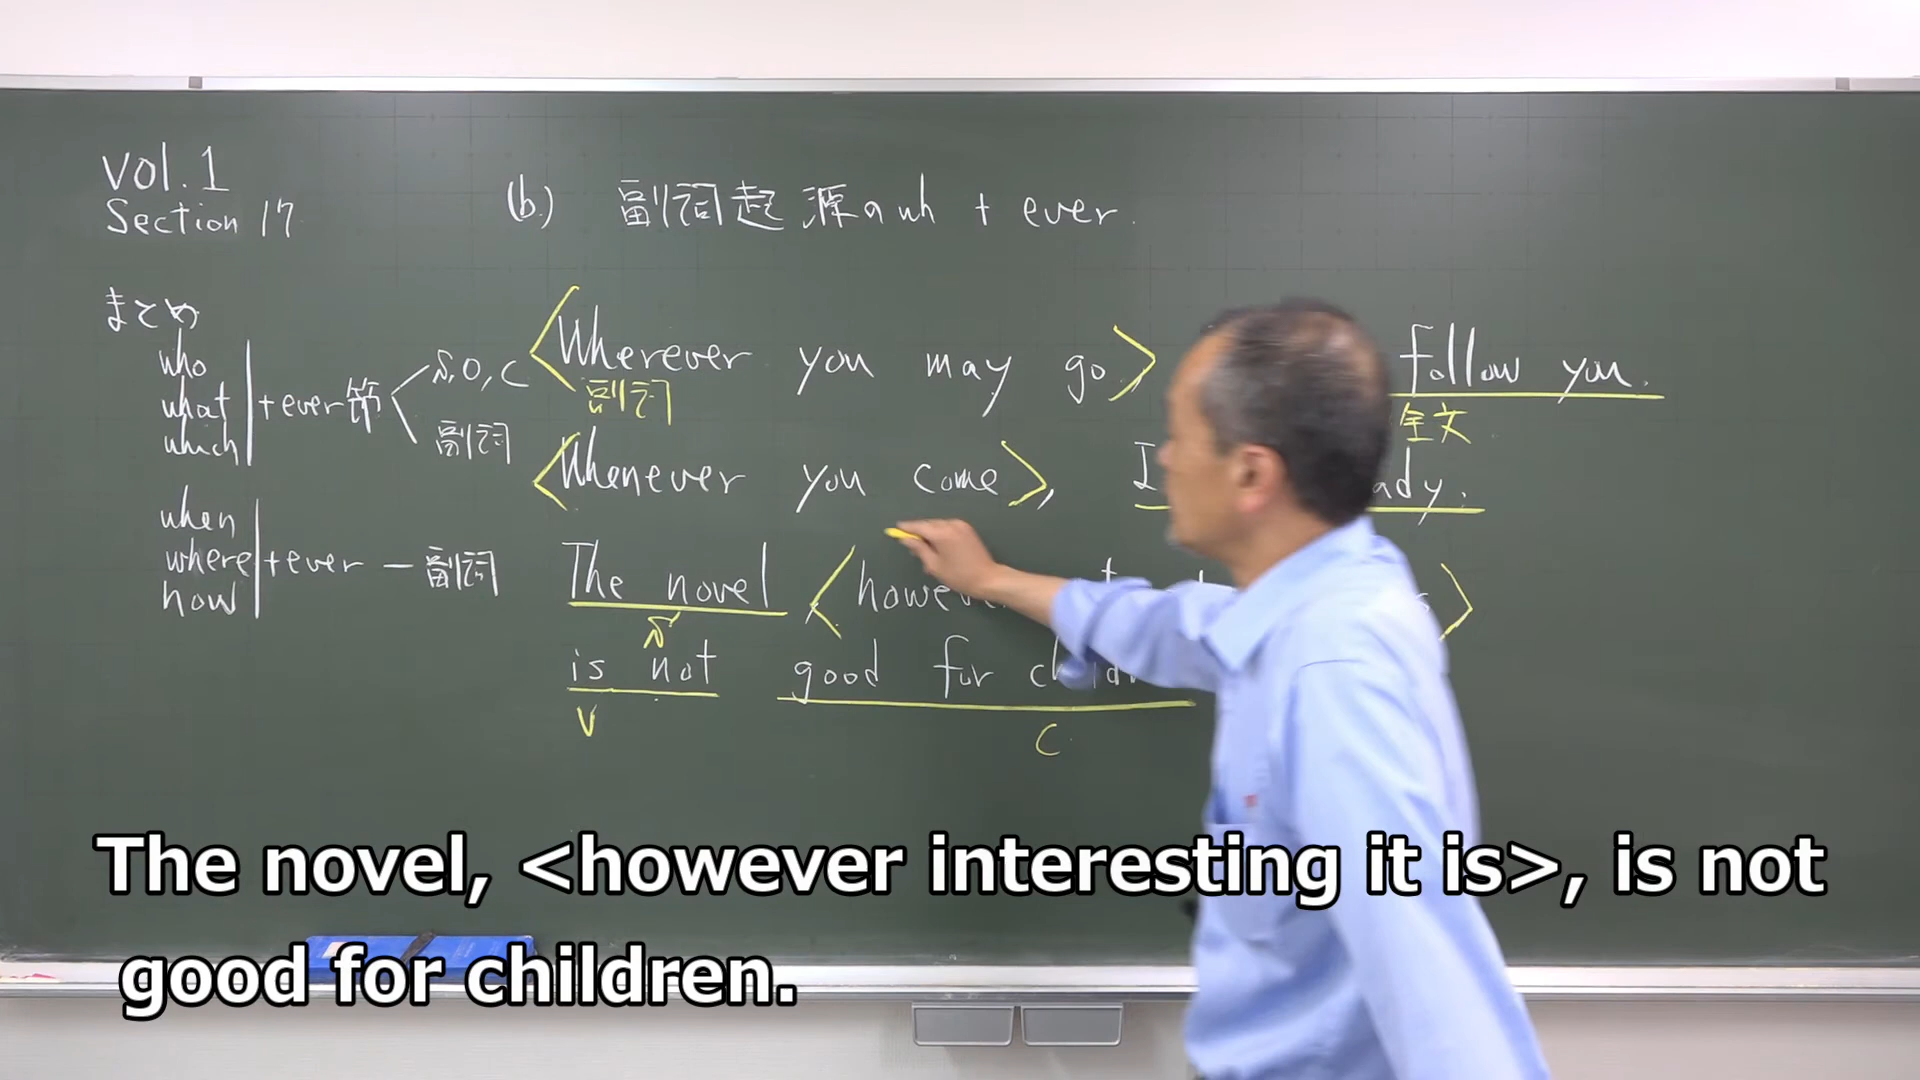 vol.1
Section 17
(b) 副詞起源のwh + ever.
まとめ
who
what
which
+ever節
S,O,C
副詞
when
where
how
+ever ー 副詞
<Wherever you may go,> follow you.
副詞
全文
<Whenever you come>, I ady.
The novel, <howeve s>
S
is not good for child
V
C
The novel, <however interesting it is>, is not
good for children.